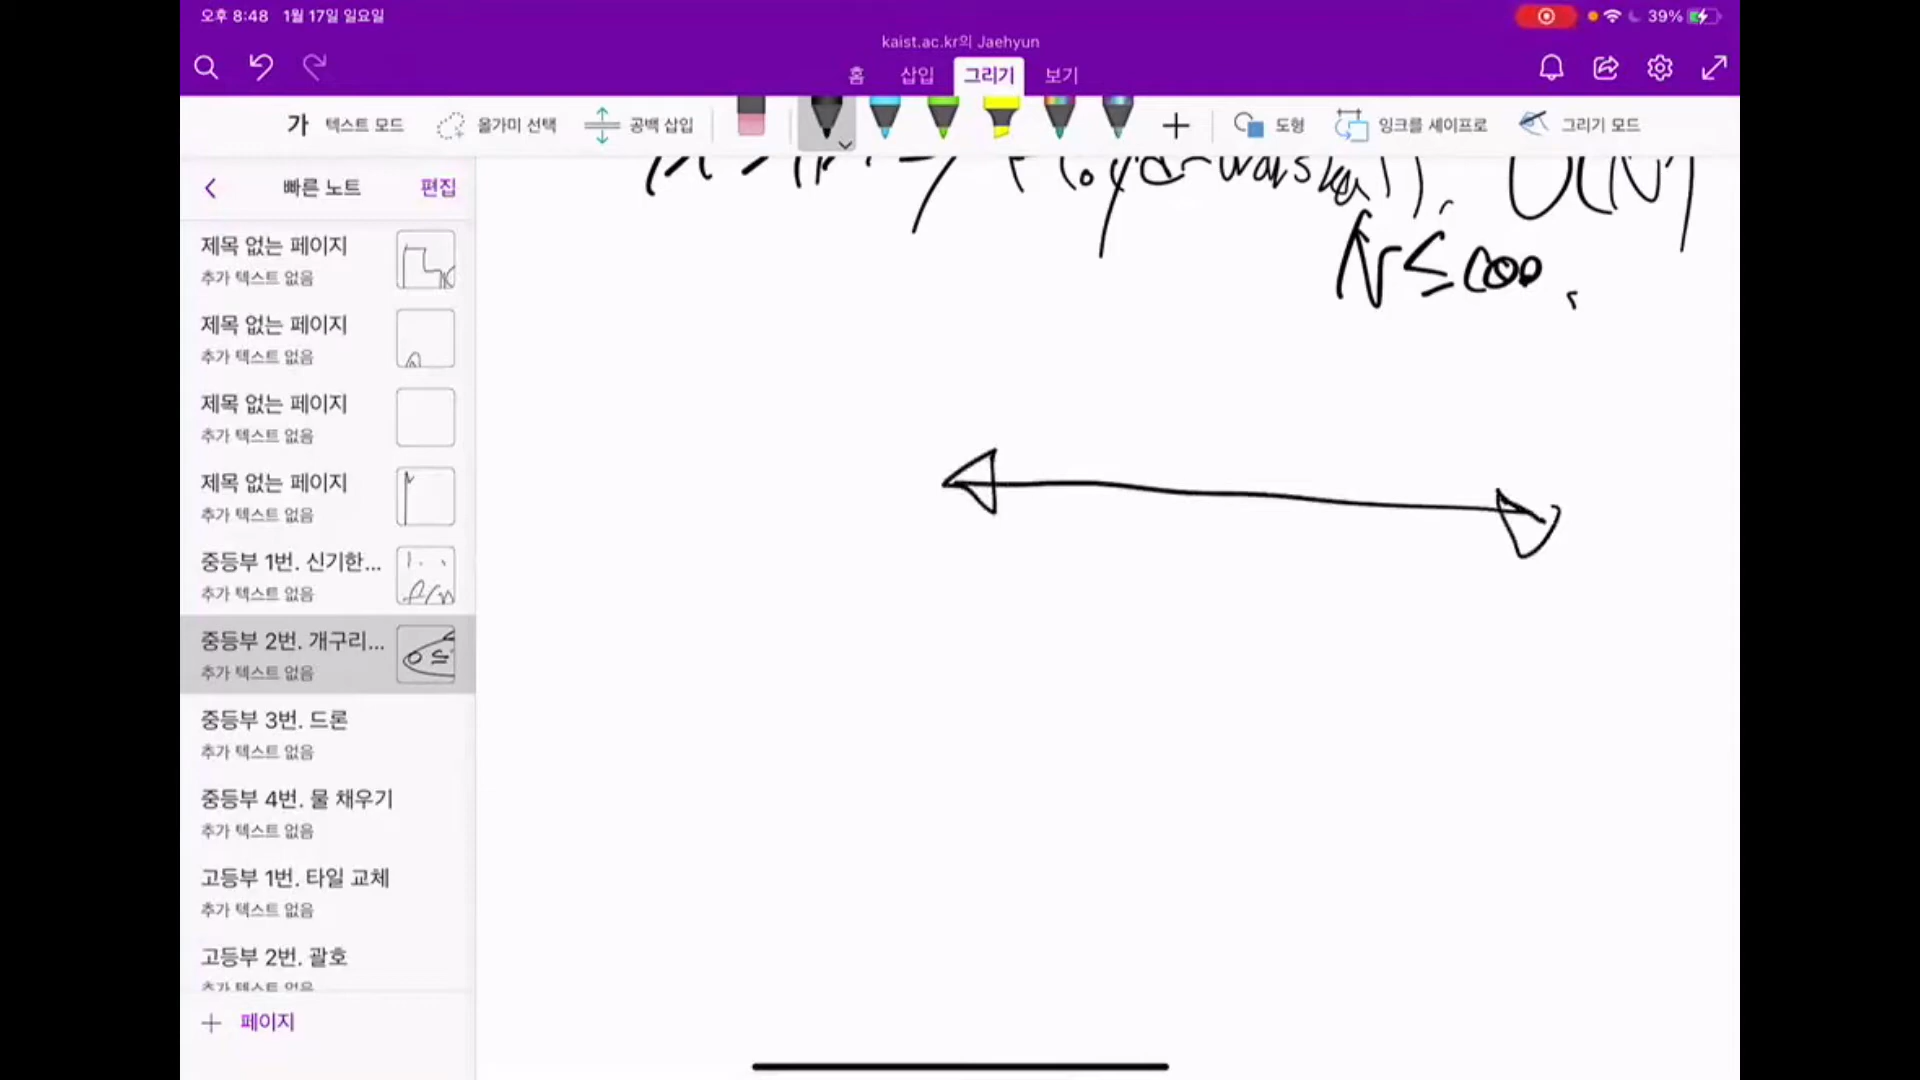 오후 8:48 1월 17일 일요일
39%
kaist.ac.kr의 Jaehyun
홈 삽입 그리기 보기
가 텍스트 모드 올가미 선택 공백 삽입 도형 잉크를 셰이프로 그리기 모드
빠른 노트 편집
제목 없는 페이지
추가 텍스트 없음
제목 없는 페이지
추가 텍스트 없음
제목 없는 페이지
추가 텍스트 없음
제목 없는 페이지
추가 텍스트 없음
중등부 1번. 신기한...
추가 텍스트 없음
중등부 2번. 개구리...
추가 텍스트 없음
중등부 3번. 드론
추가 텍스트 없음
중등부 4번. 물 채우기
추가 텍스트 없음
고등부 1번. 타일 교체
추가 텍스트 없음
고등부 2번. 괄호
추가 텍스트 없음
페이지
N≤